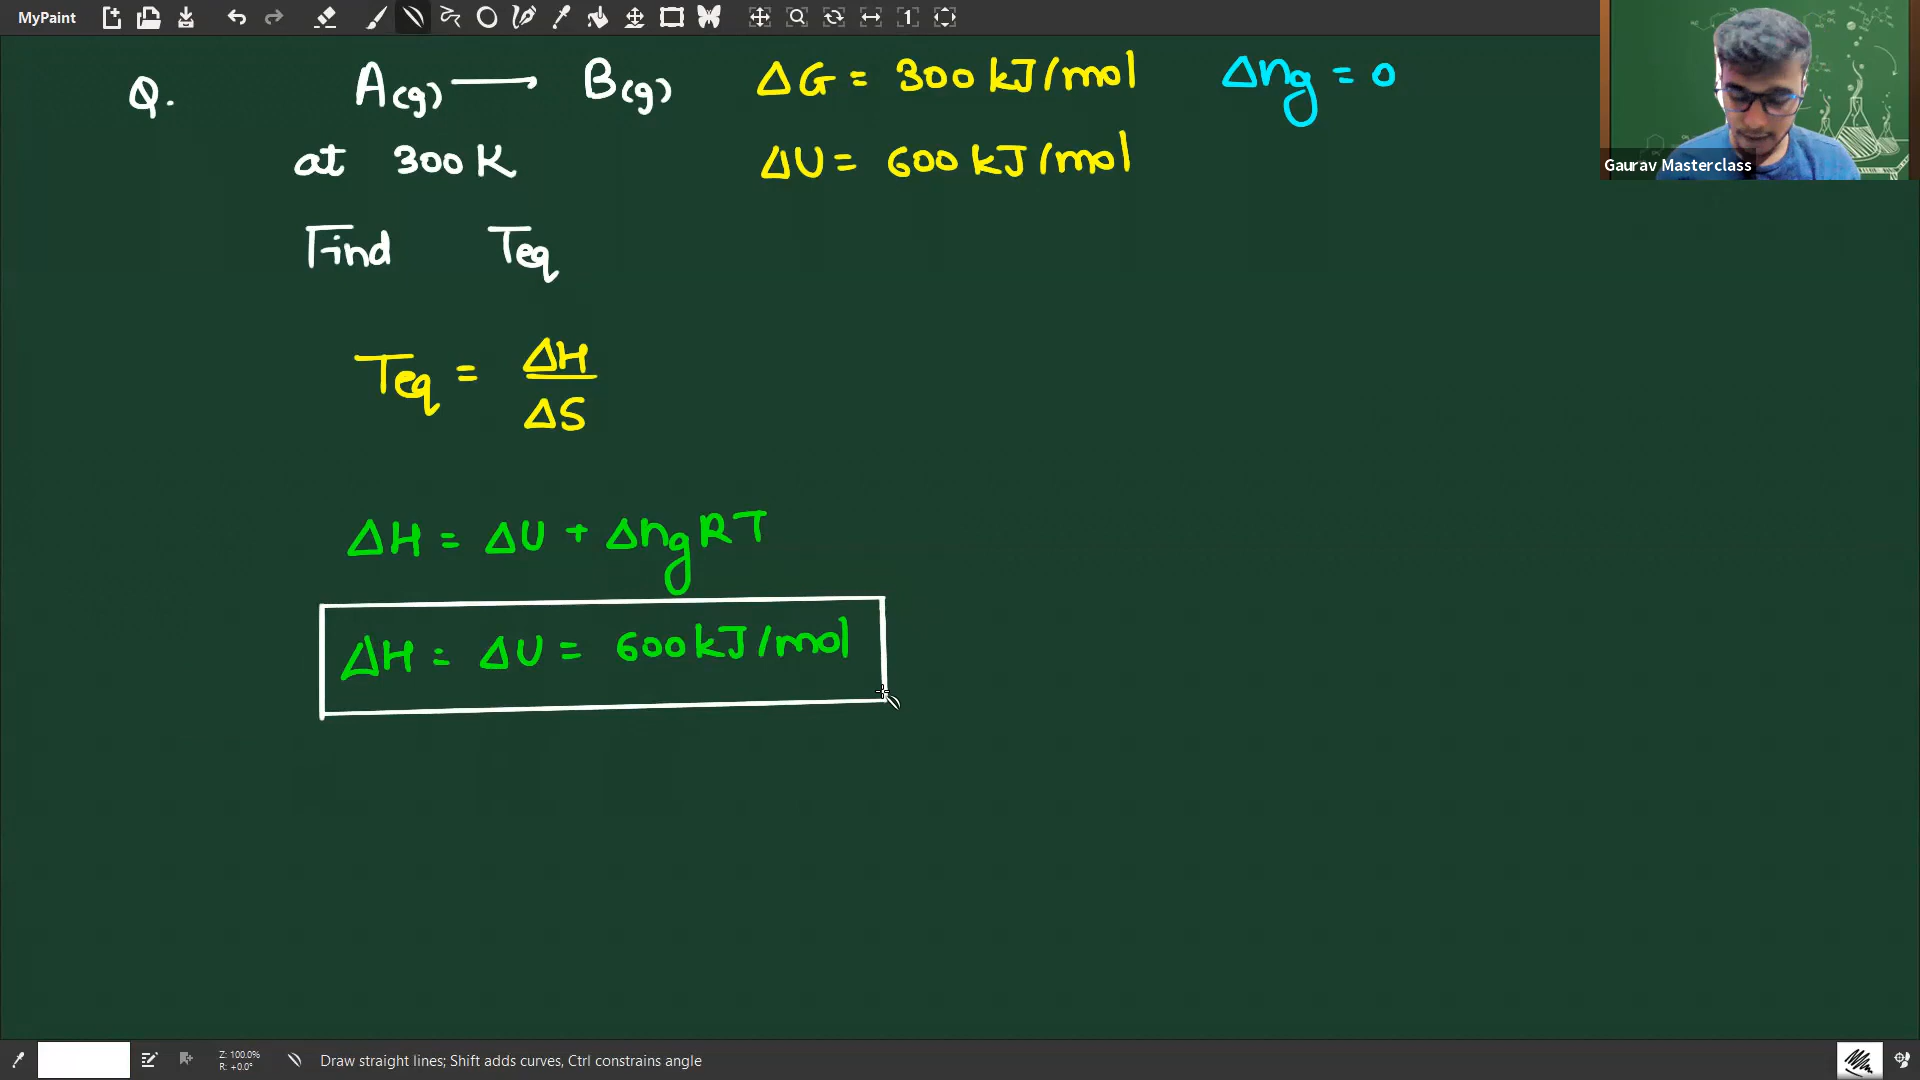 MyPaint
Q. A(g) ⟶ B(g) ΔG = 300 kJ/mol Δng = 0
at 300 K ΔU = 600 kJ/mol
Gaurav Masterclass
Find Teq
Teq = ΔH/ΔS
ΔH = ΔU + ΔngRT
ΔH = ΔU = 600 kJ/mol
Z: 100.0%
R: +0.0°
Draw straight lines; Shift adds curves, Ctrl constrains angle